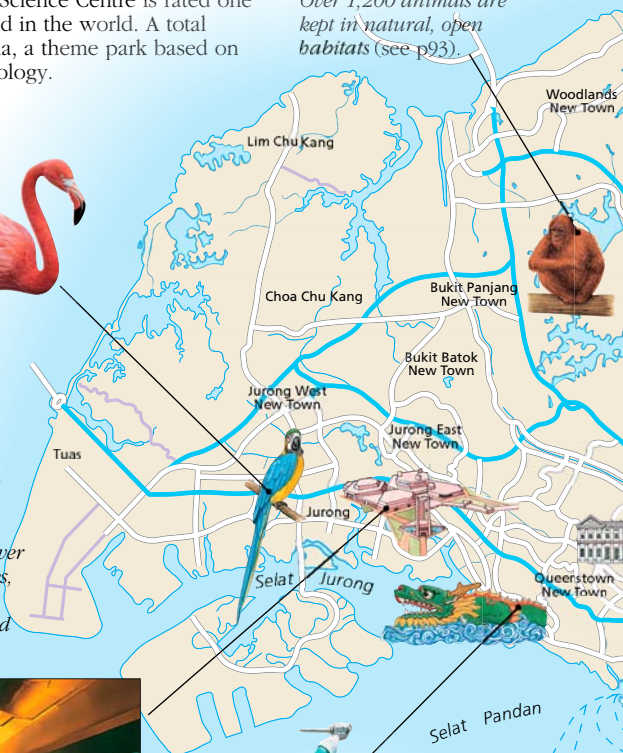 Science Centre is rated one
d in the world. A total
a, a theme park based on
ology.
Over 1,200 animals are
kept in natural, open
habitats (see p93).
Woodlands
New Town
Lim Chu Kang
Choa Chu Kang
Bukit Panjang
New Town
Bukit Batok
New Town
Jurong West
New Town
Jurong East
New Town
Tuas
Jurong
ver
s,
d
Selat Jurong
Queenstown
New Town
Selat Pandan